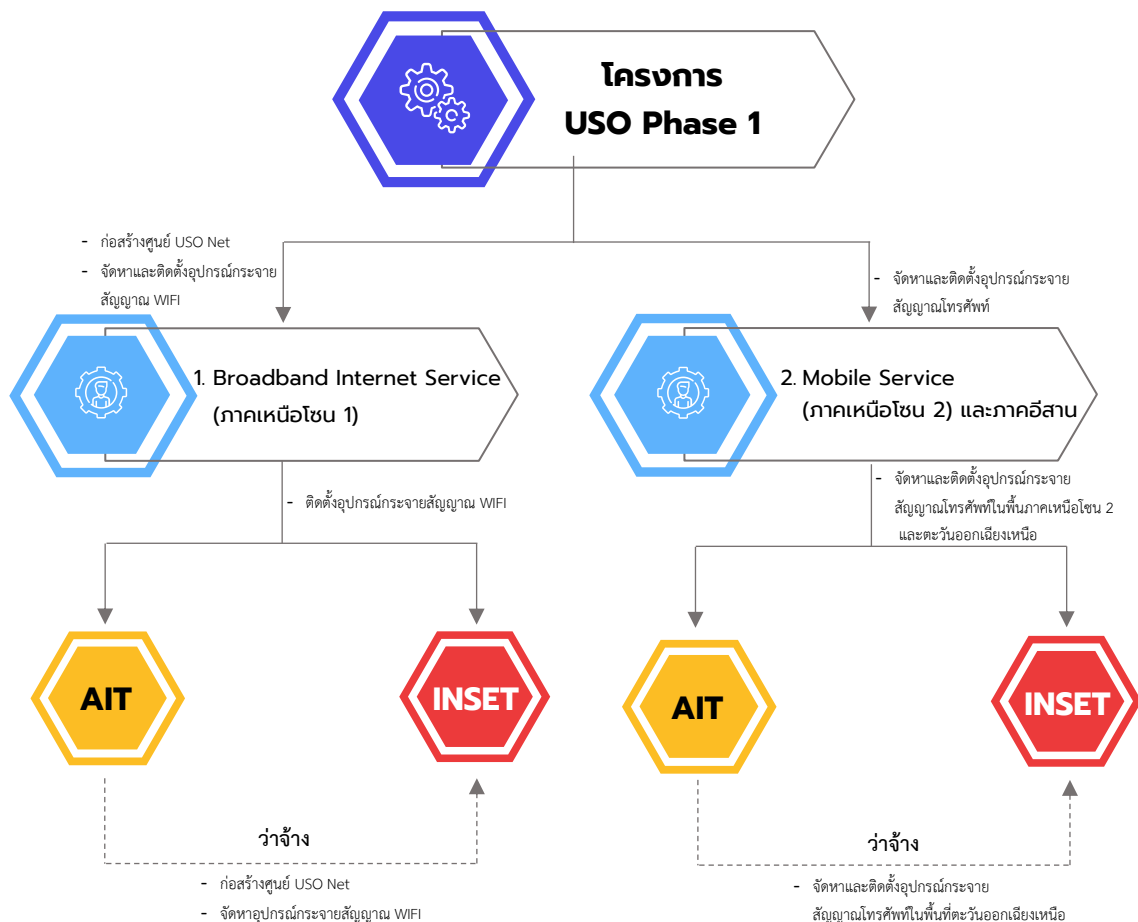 โครงการ
USO Phase 1
- ก่อสร้างศูนย์ USO Net
- จัดหาและติดตั้งอุปกรณ์กระจาย
สัญญาณ WIFI
- จัดหาและติดตั้งอุปกรณ์กระจาย
สัญญาณโทรศัพท์
1. Broadband Internet Service
(ภาคเหนือโซน 1)
2. Mobile Service
(ภาคเหนือโซน 2) และภาคอีสาน
- ติดตั้งอุปกรณ์กระจายสัญญาณ WIFI
- จัดหาและติดตั้งอุปกรณ์กระจาย
สัญญาณโทรศัพท์ในพื้นภาคเหนือโซน 2
และตะวันออกเฉียงเหนือ
AIT
INSET
AIT
INSET
ว่าจ้าง
- ก่อสร้างศูนย์ USO Net
- จัดหาอุปกรณ์กระจายสัญญาณ WIFI
ว่าจ้าง
- จัดหาและติดตั้งอุปกรณ์กระจาย
สัญญาณโทรศัพท์ในพื้นที่ตะวันออกเฉียงเหนือ